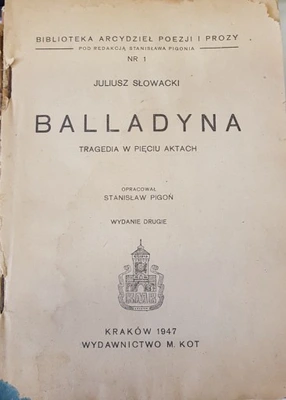 BIBLIOTEKA ARCYDZIEŁ POEZJI I PROZY
POD REDAKCJĄ STANISŁAWA PIGONIA
NR 1
JULIUSZ SŁOWACKI
BALLADYNA
TRAGEDIA W PIĘCIU AKTACH
OPRACOWAŁ
STANISŁAW PIGOŃ
WYDANIE DRUGIE
KRAKÓW 1947
WYDAWNICTWO M. KOT